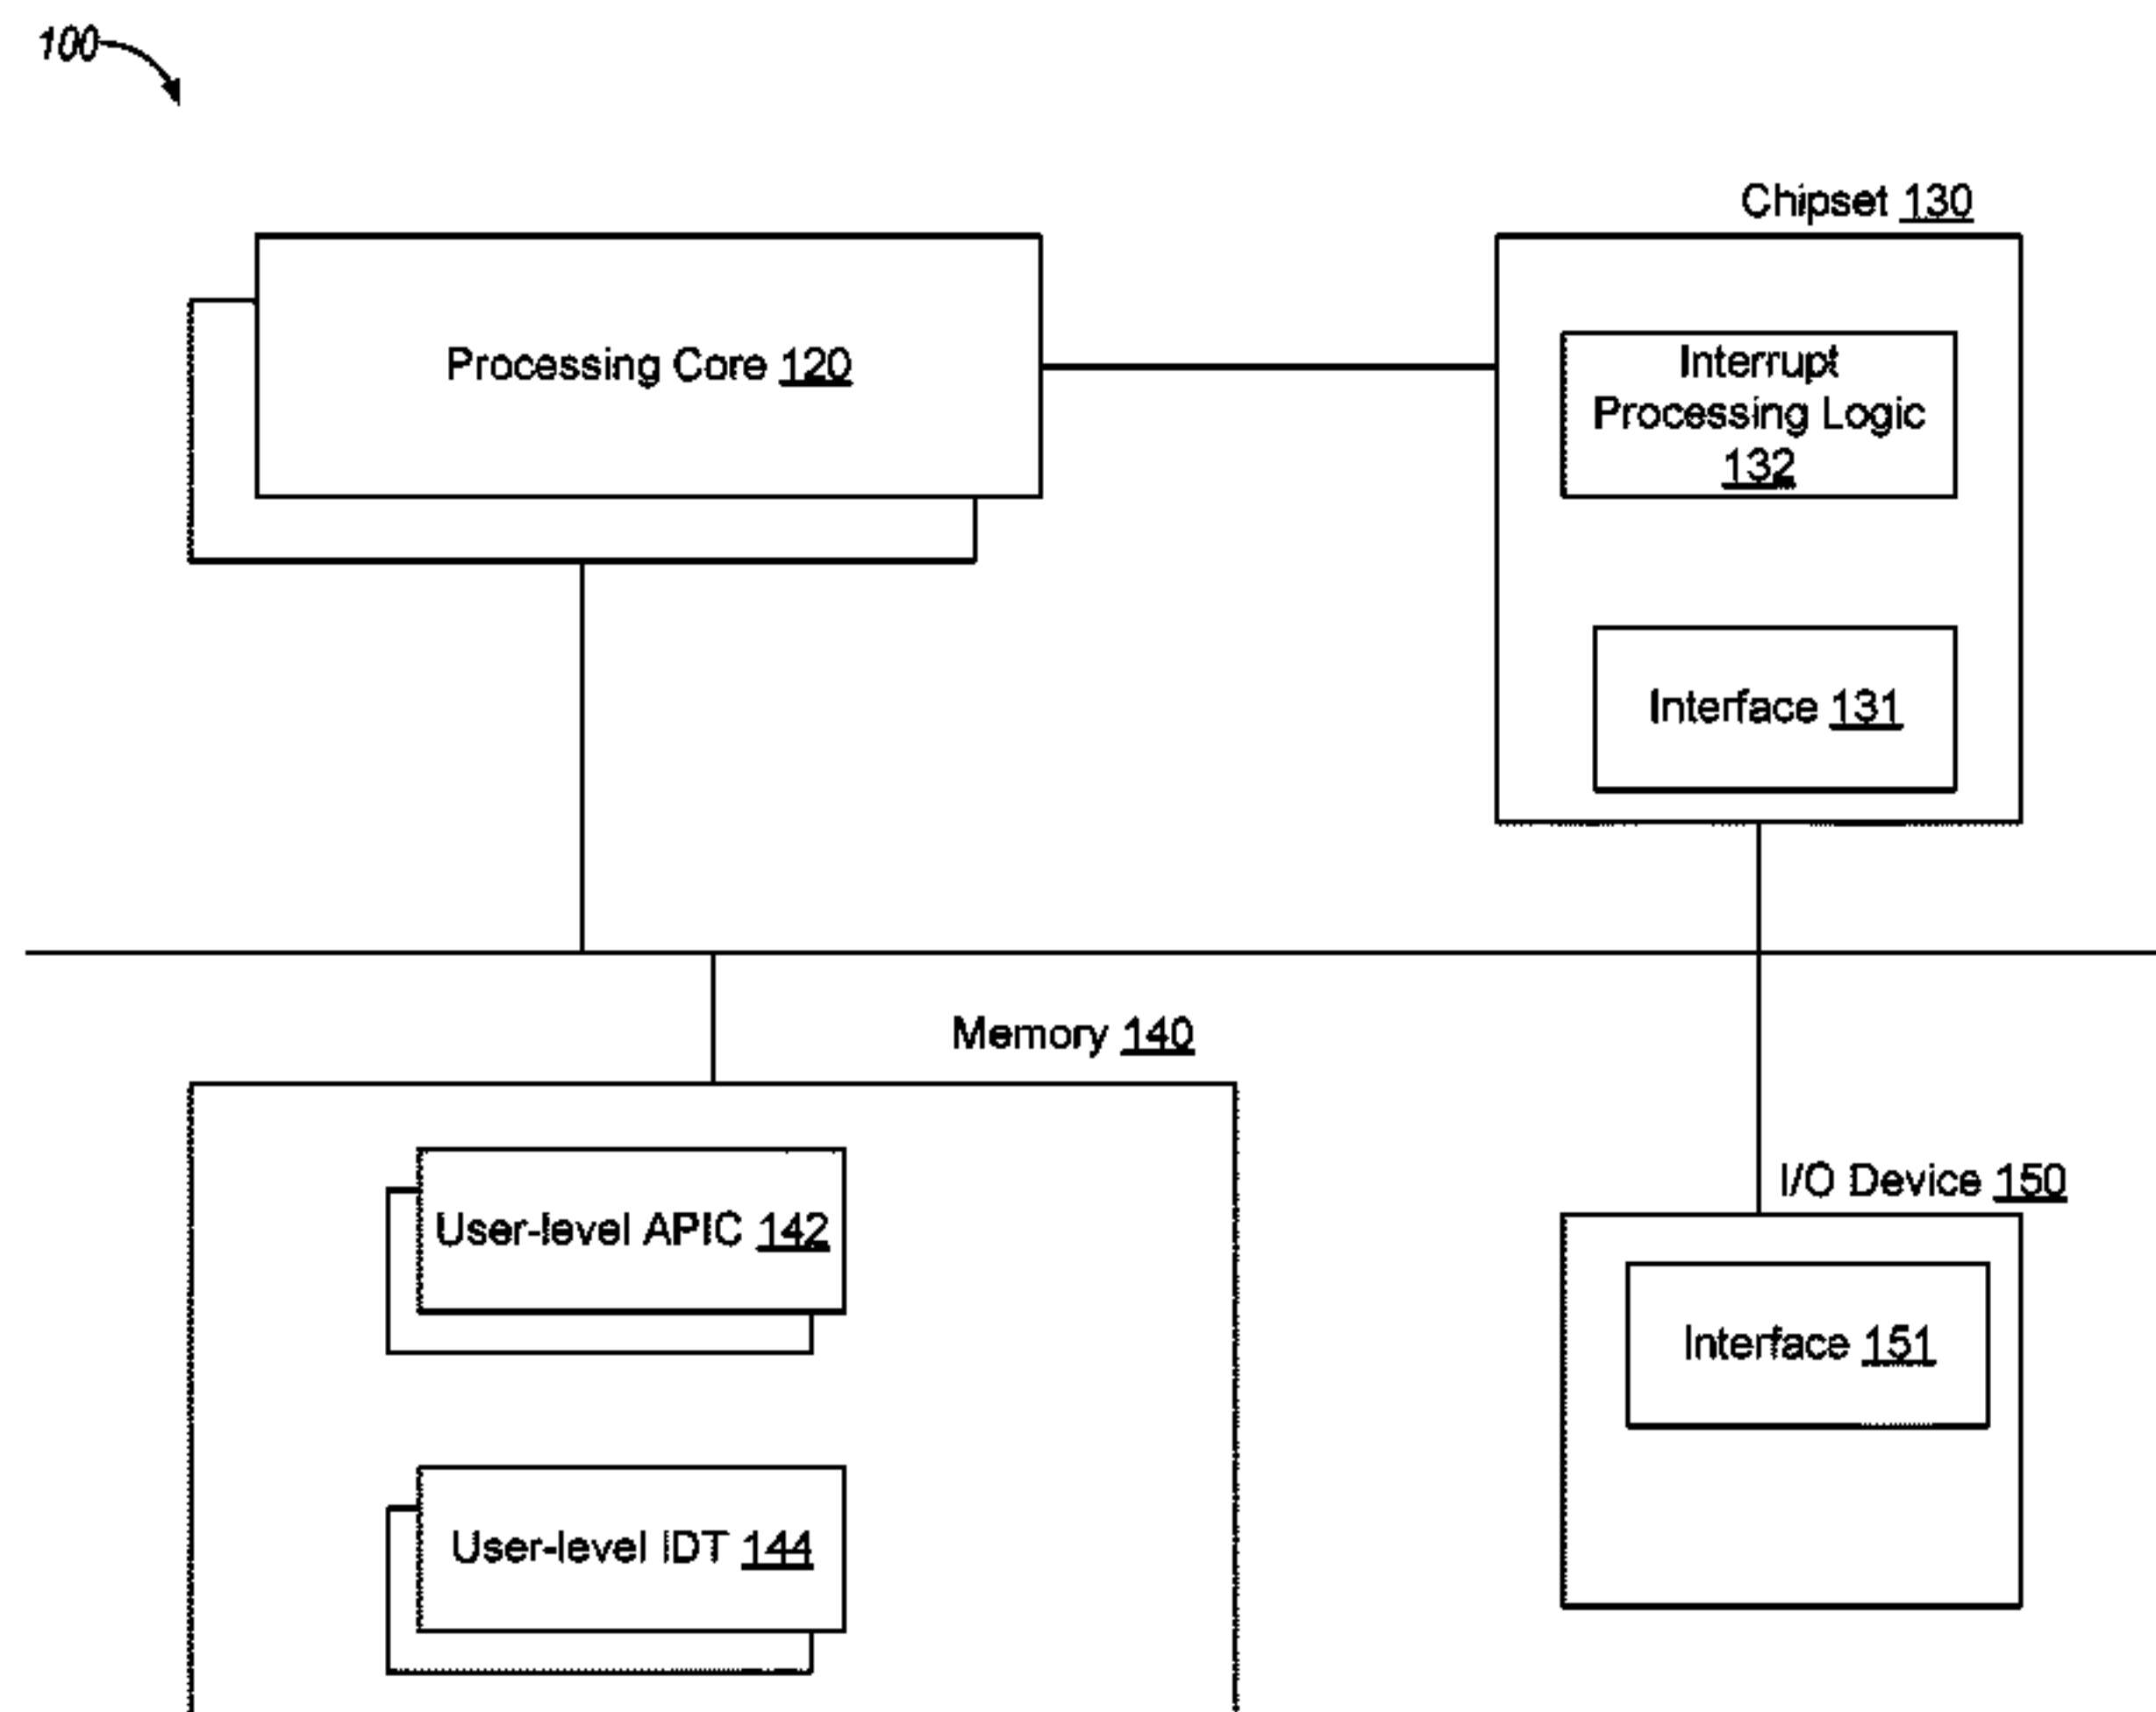 100
Chipset 130
Processing Core 120
Interrupt
Processing Logic
132
Interface 131
Memory 140
I/O Device 150
User-level APIC 142
Interface 151
User-level IDT 144